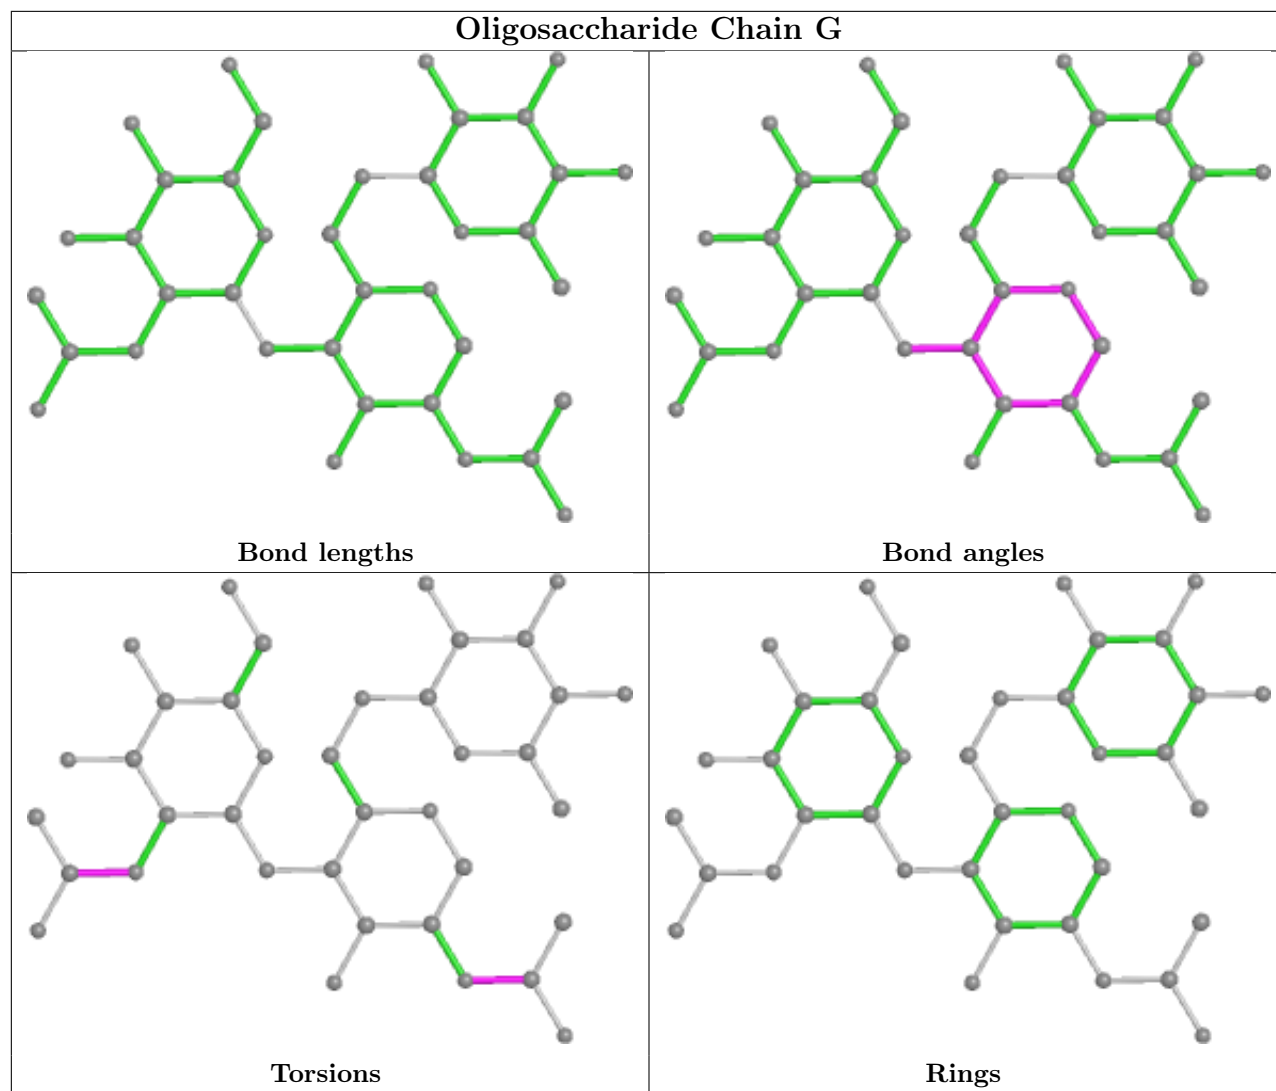 Oligosaccharide Chain G
Bond lengths
Bond angles
Torsions
Rings